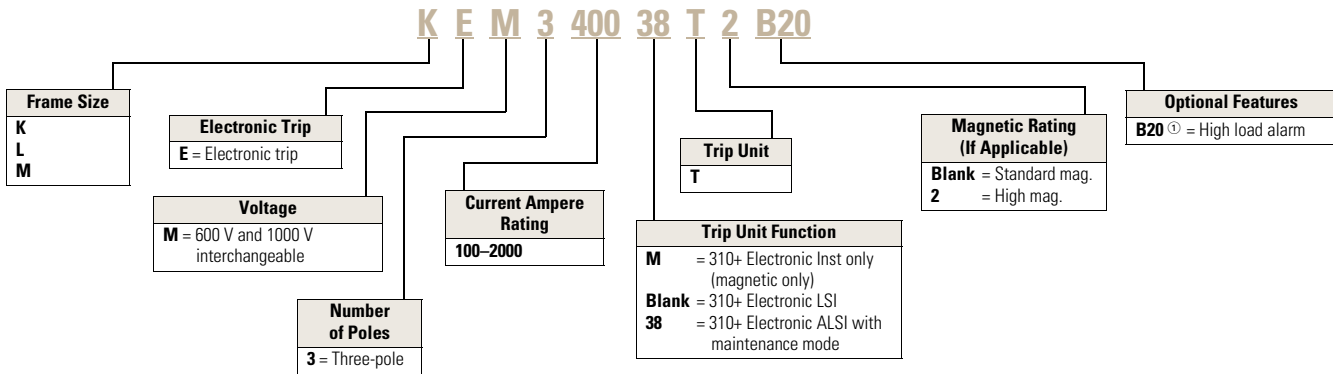 K E M 3 400 38 T 2 B20
Frame Size
K
L
M
Electronic Trip
E = Electronic trip
Voltage
M = 600 V and 1000 V
interchangeable
Number
of Poles
3 = Three-pole
Current Ampere
Rating
100–2000
Trip Unit
T
Trip Unit Function
M = 310+ Electronic Inst only
(magnetic only)
Blank = 310+ Electronic LSI
38 = 310+ Electronic ALSI with
maintenance mode
Magnetic Rating
(If Applicable)
Blank = Standard mag.
2 = High mag.
Optional Features
B20 ① = High load alarm